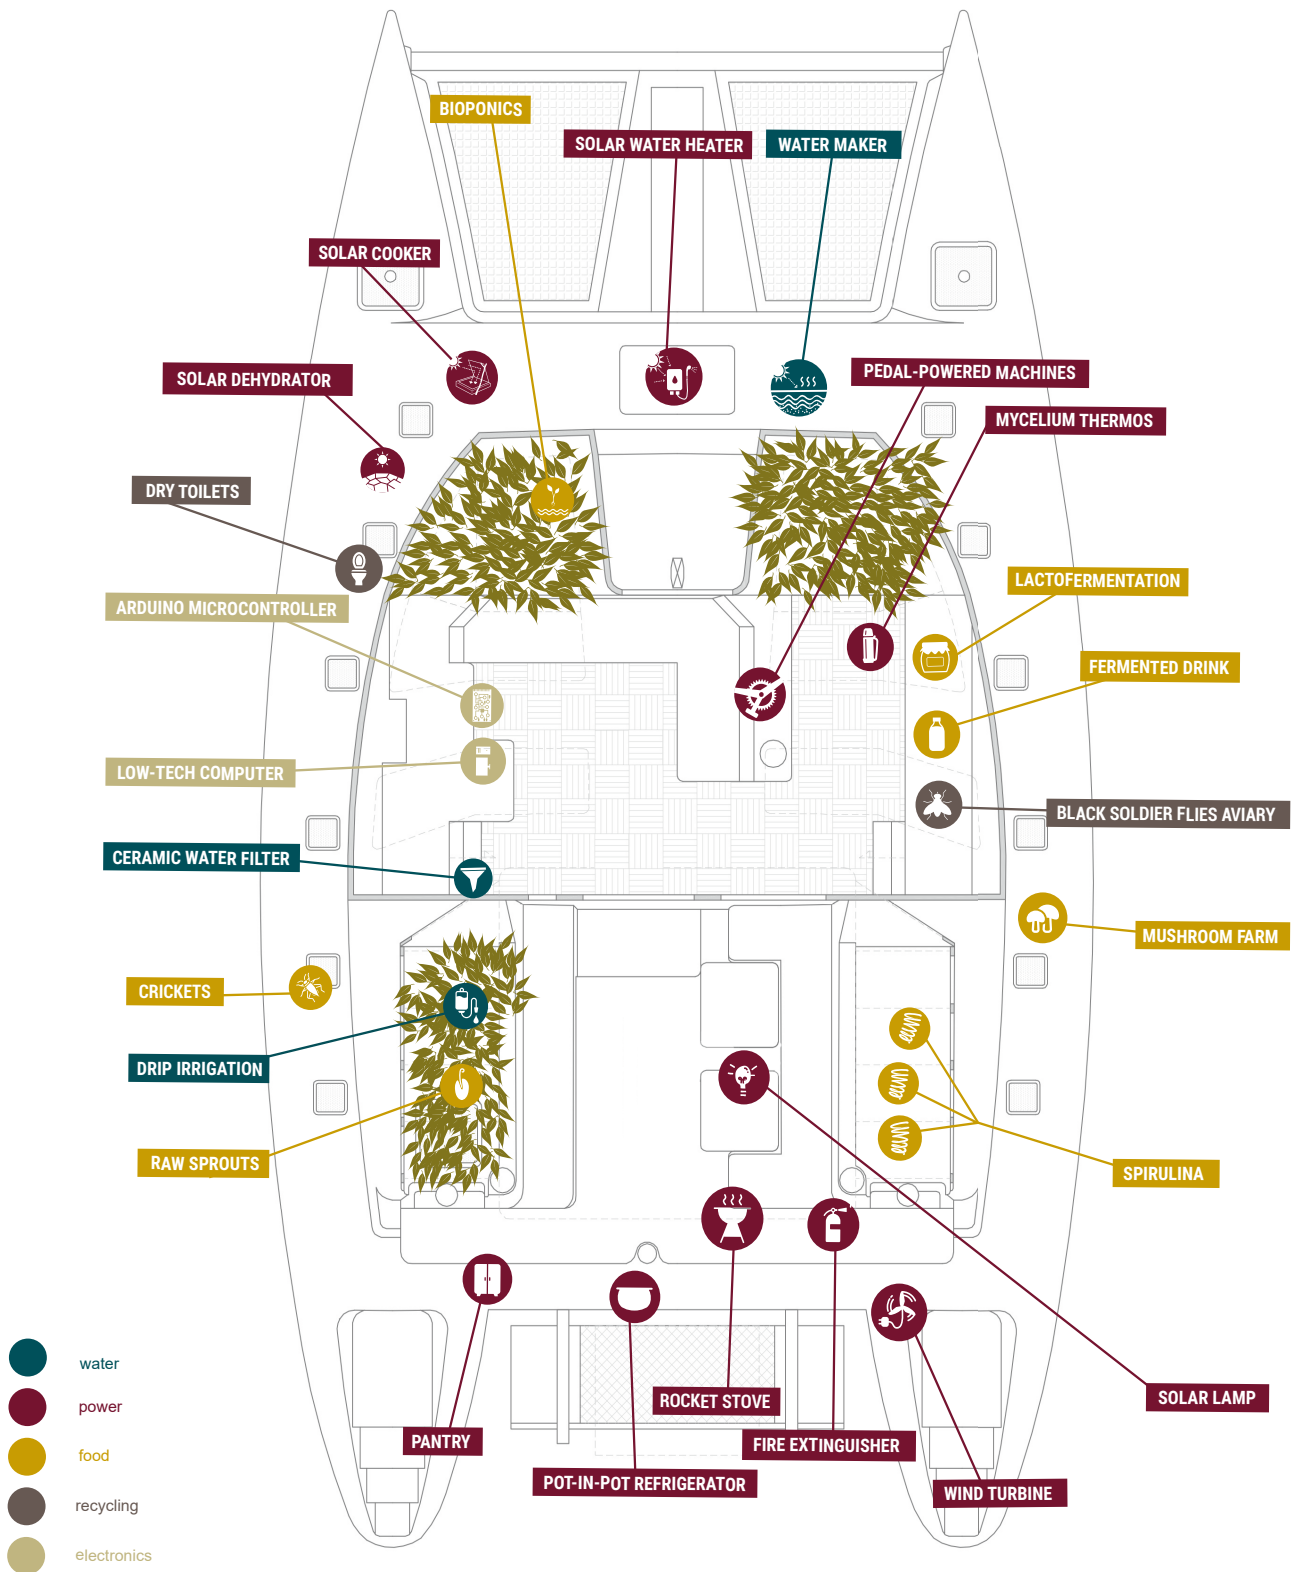 BIOPONICS
SOLAR WATER HEATER
WATER MAKER
SOLAR COOKER
SOLAR DEHYDRATOR
PEDAL-POWERED MACHINES
MYCELIUM THERMOS
DRY TOILETS
LACTOFERMENTATION
ARDUINO MICROCONTROLLER
FERMENTED DRINK
LOW-TECH COMPUTER
BLACK SOLDIER FLIES AVIARY
CERAMIC WATER FILTER
MUSHROOM FARM
CRICKETS
DRIP IRRIGATION
RAW SPROUTS
SPIRULINA
SOLAR LAMP
ROCKET STOVE
PANTRY
FIRE EXTINGUISHER
POT-IN-POT REFRIGERATOR
WIND TURBINE
water
power
food
recycling
electronics